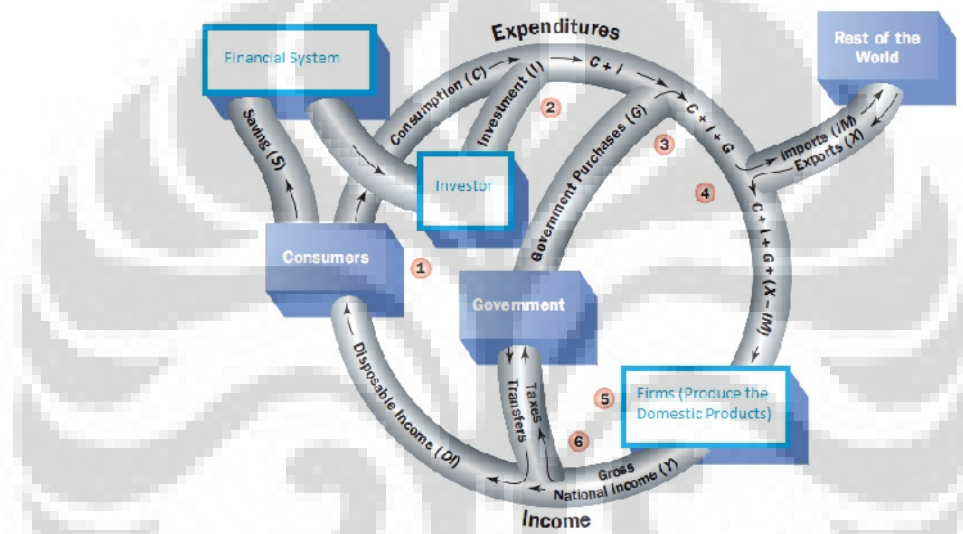 Expenditures
Financial System
Rest of the
World
Consumption (C)
Investment (I)
C + I
C + I + G
Imports (IM)
Exports (X)
Saving (S)
Government Purchases (G)
2
3
4
Investor
Consumers
1
C + I + G + (X – IM)
Government
Disposable Income (DI)
Transfers
Taxes
5
Firms (Produce the
Domestic Products)
6
Gross
National Income (Y)
Income